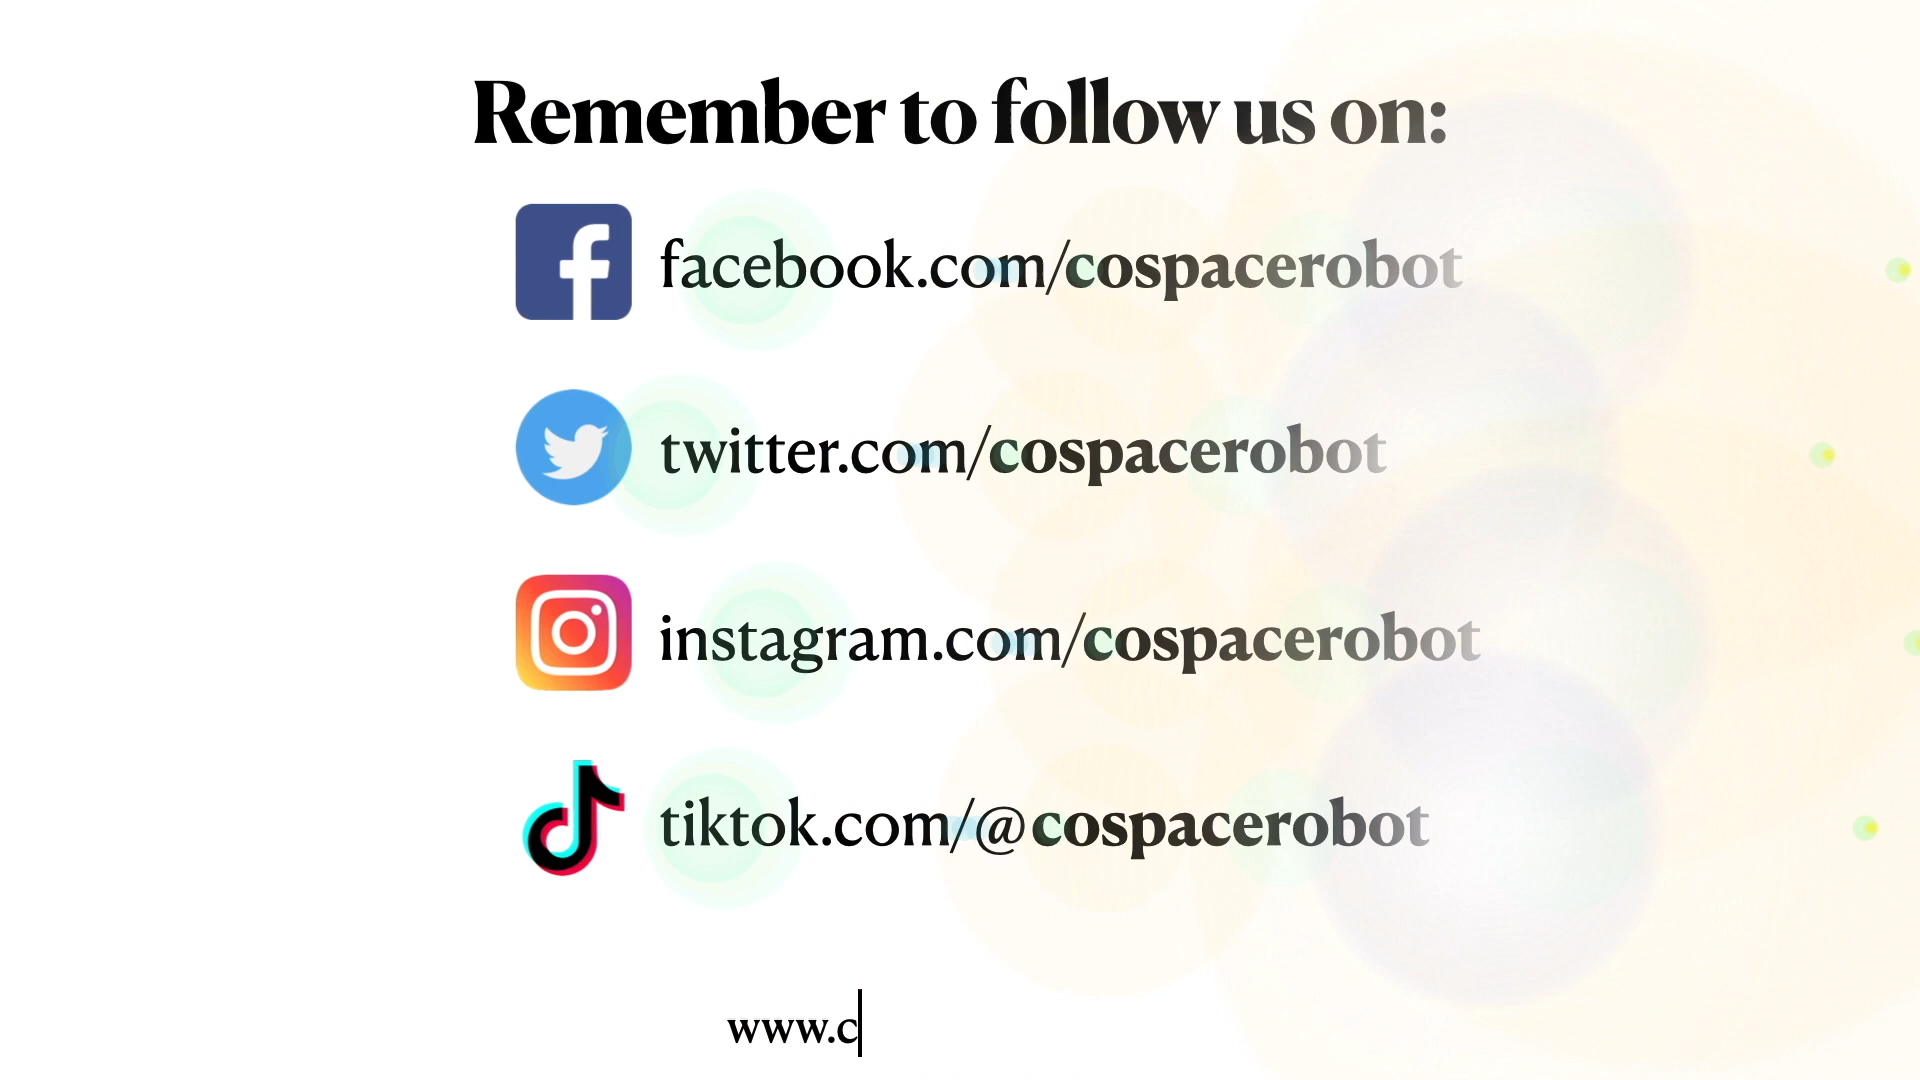 Remember to follow us on:
facebook.com/cospacerobot
twitter.com/cospacerobot
instagram.com/cospacerobot
tiktok.com/@cospacerobot
www.c